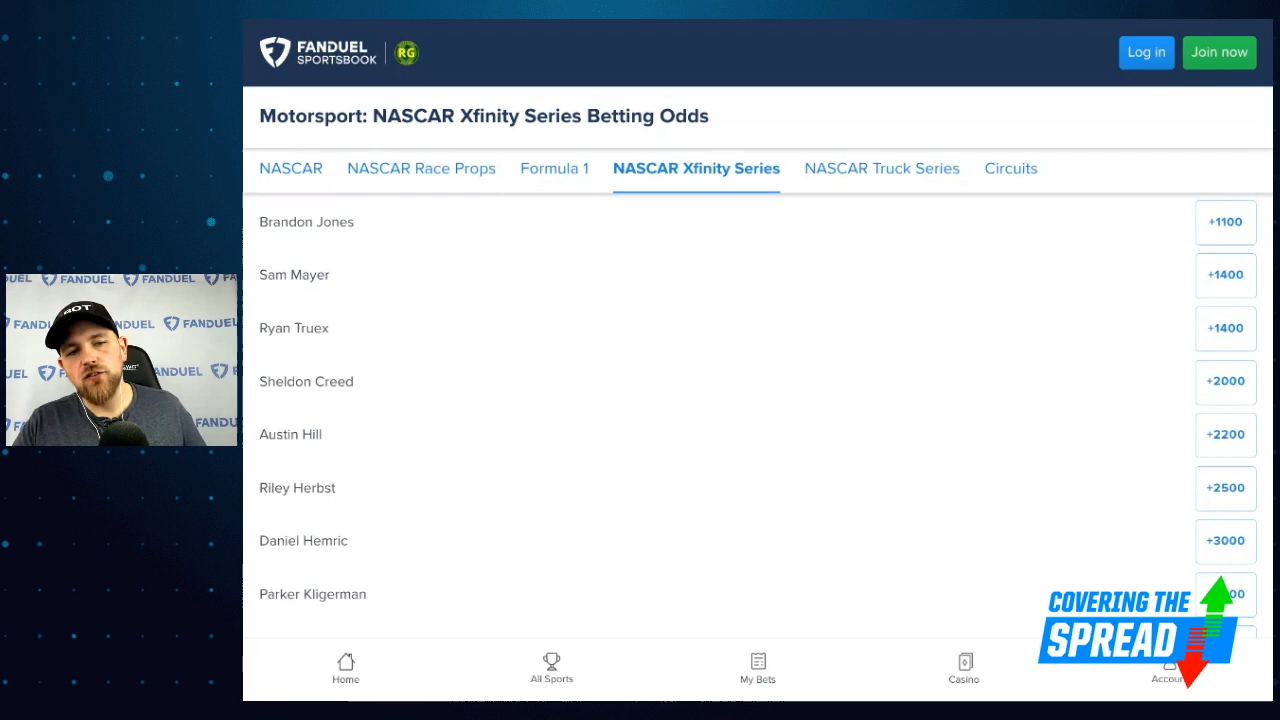 FANDUEL
SPORTSBOOK
RG
Log in
Join now
Motorsport: NASCAR Xfinity Series Betting Odds
NASCAR NASCAR Race Props Formula 1 NASCAR Xfinity Series NASCAR Truck Series Circuits
Brandon Jones +1100
Sam Mayer +1400
Ryan Truex +1400
Sheldon Creed +2000
Austin Hill +2200
Riley Herbst +2500
Daniel Hemric +3000
Parker Kligerman
COVERING THE
SPREAD
Home All Sports My Bets Casino
FANDUEL FANDUEL
FANDUEL